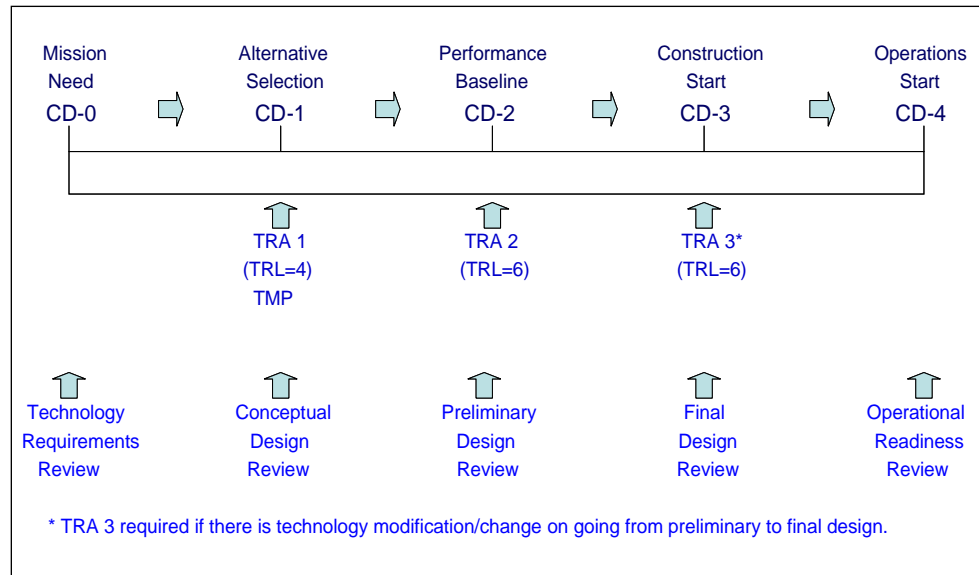 Mission
Need
CD-0
Alternative
Selection
CD-1
Performance
Baseline
CD-2
Construction
Start
CD-3
Operations
Start
CD-4
TRA 1
(TRL=4)
TMP
TRA 2
(TRL=6)
TRA 3*
(TRL=6)
Technology
Requirements
Review
Conceptual
Design
Review
Preliminary
Design
Review
Final
Design
Review
Operational
Readiness
Review
* TRA 3 required if there is technology modification/change on going from preliminary to final design.